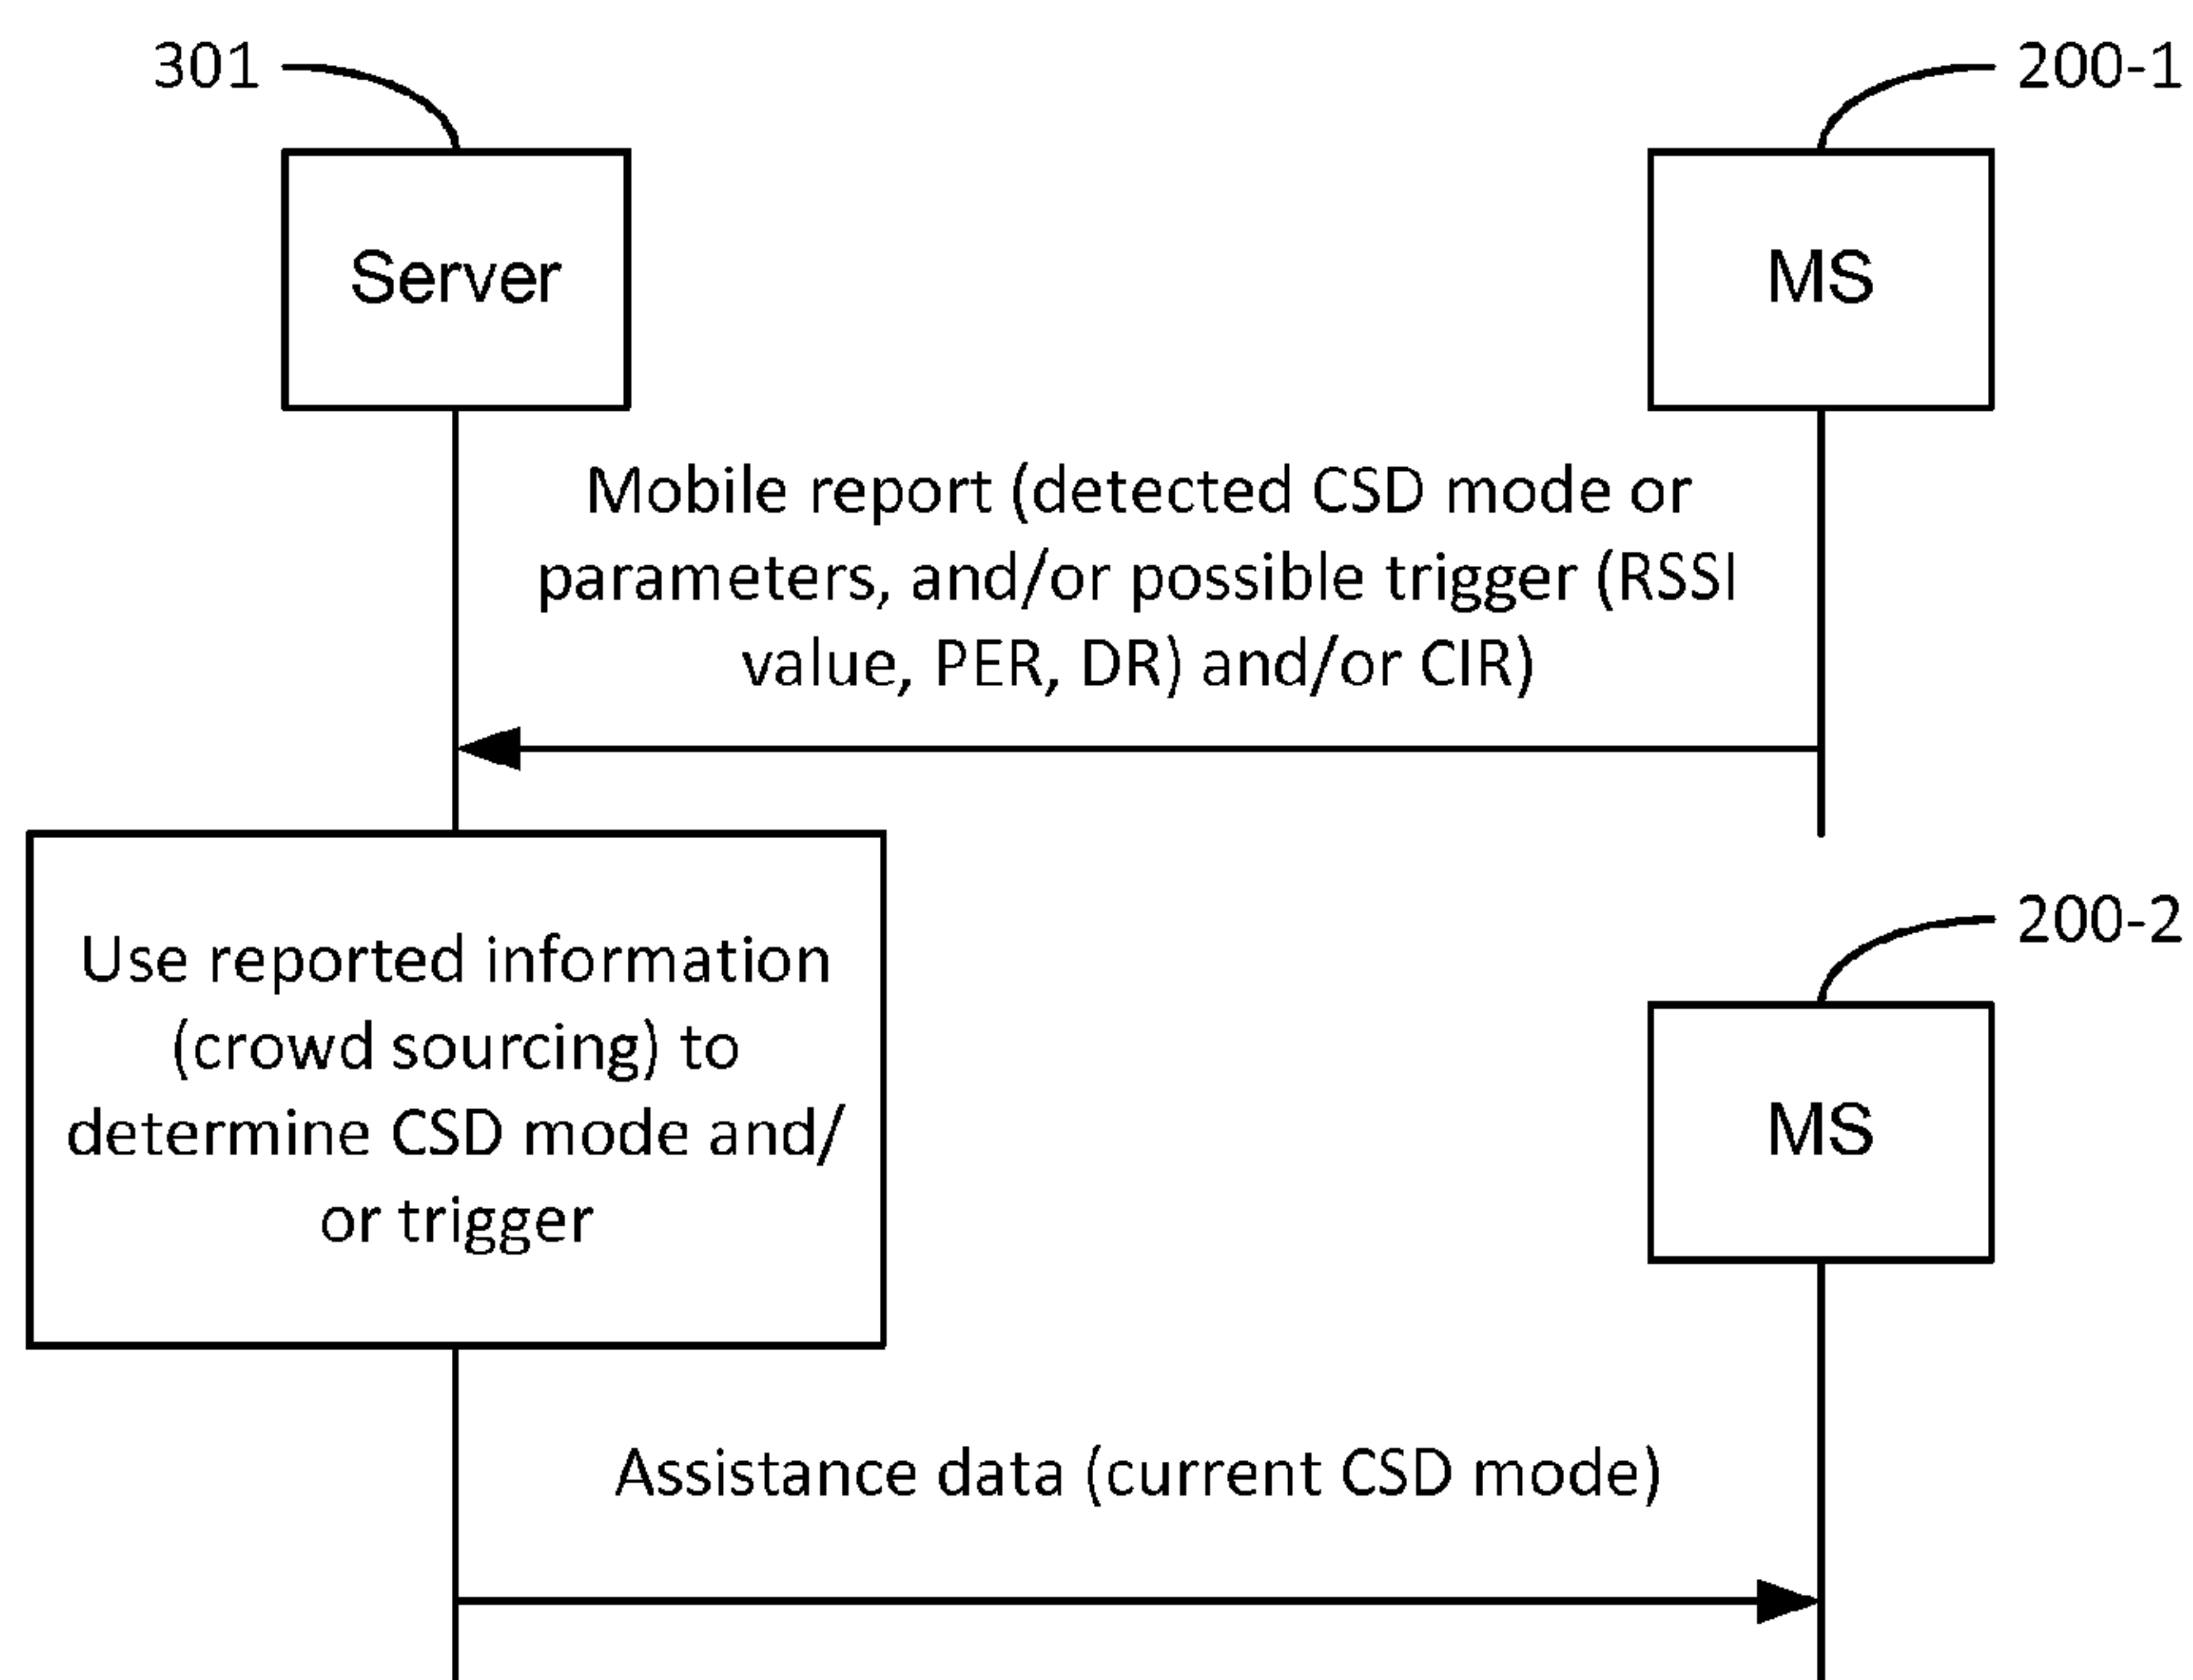 301
200-1
Server
MS
Mobile report (detected CSD mode or
parameters, and/or possible trigger (RSSI
value, PER, DR) and/or CIR)
Use reported information
(crowd sourcing) to
determine CSD mode and/
or trigger
200-2
MS
Assistance data (current CSD mode)